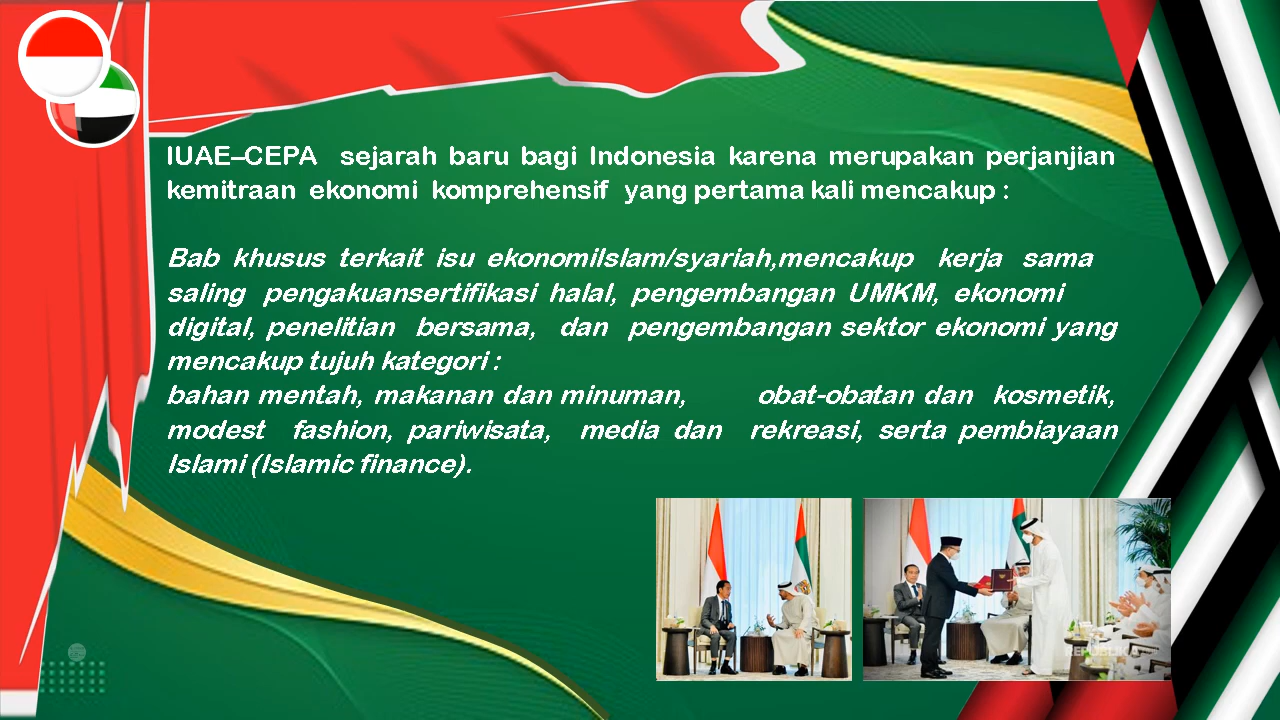 IUAE–CEPA sejarah baru bagi Indonesia karena merupakan perjanjian
kemitraan ekonomi komprehensif yang pertama kali mencakup :
Bab khusus terkait isu ekonomiIslam/syariah,mencakup kerja sama
saling pengakuansertifikasi halal, pengembangan UMKM, ekonomi
digital, penelitian bersama, dan pengembangan sektor ekonomi yang
mencakup tujuh kategori :
bahan mentah, makanan dan minuman, obat-obatan dan kosmetik,
modest fashion, pariwisata, media dan rekreasi, serta pembiayaan
Islami (Islamic finance).
REPUBLIKA